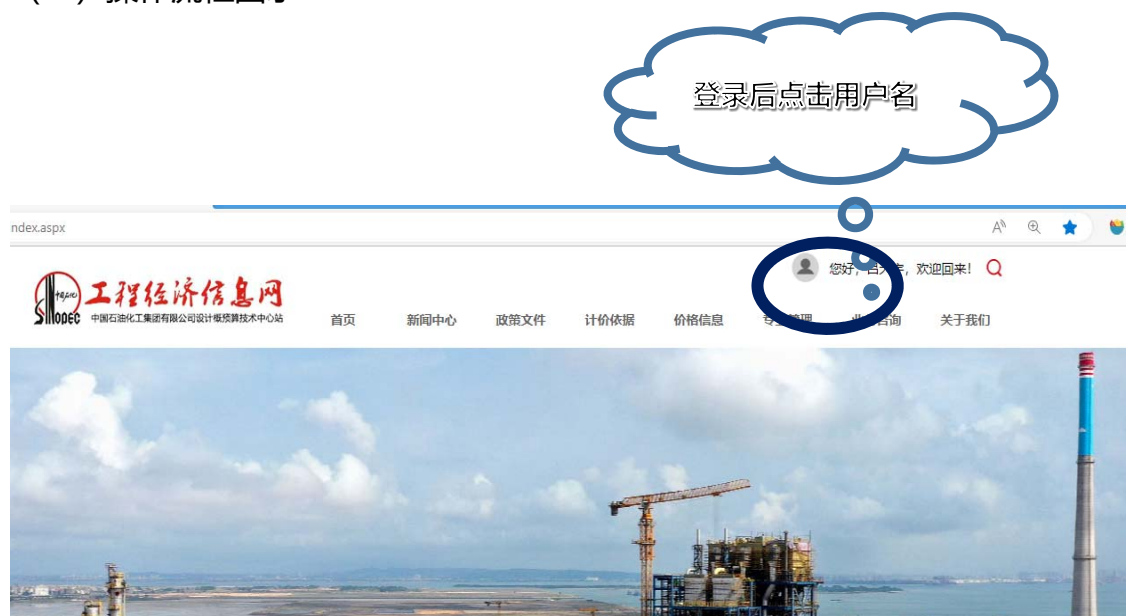 登录后点击用户名
ndex.aspx
您好，吕
欢迎回来！
工程经济信息网
SINOPEC 中国石油化工集团有限公司设计概预算技术中心站
首页 新闻中心 政策文件 计价依据 价格信息 关于我们